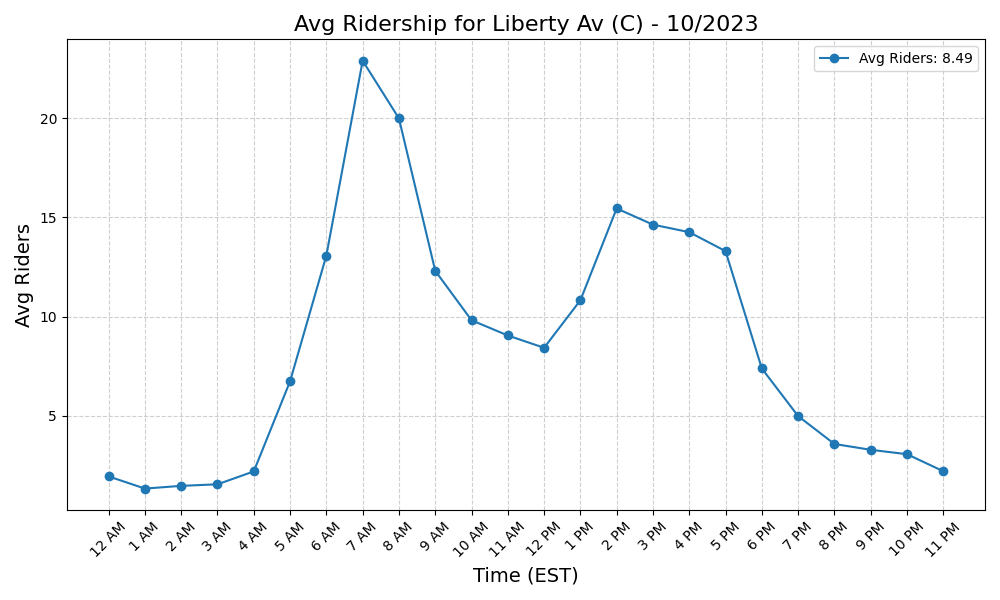 Avg Ridership for Liberty Av (C) - 10/2023
Avg Riders: 8.49
Avg Riders
20
15
10
5
12 AM
1 AM
2 AM
3 AM
4 AM
5 AM
6 AM
7 AM
8 AM
9 AM
10 AM
11 AM
12 PM
1 PM
2 PM
3 PM
4 PM
5 PM
6 PM
7 PM
8 PM
9 PM
10 PM
11 PM
Time (EST)